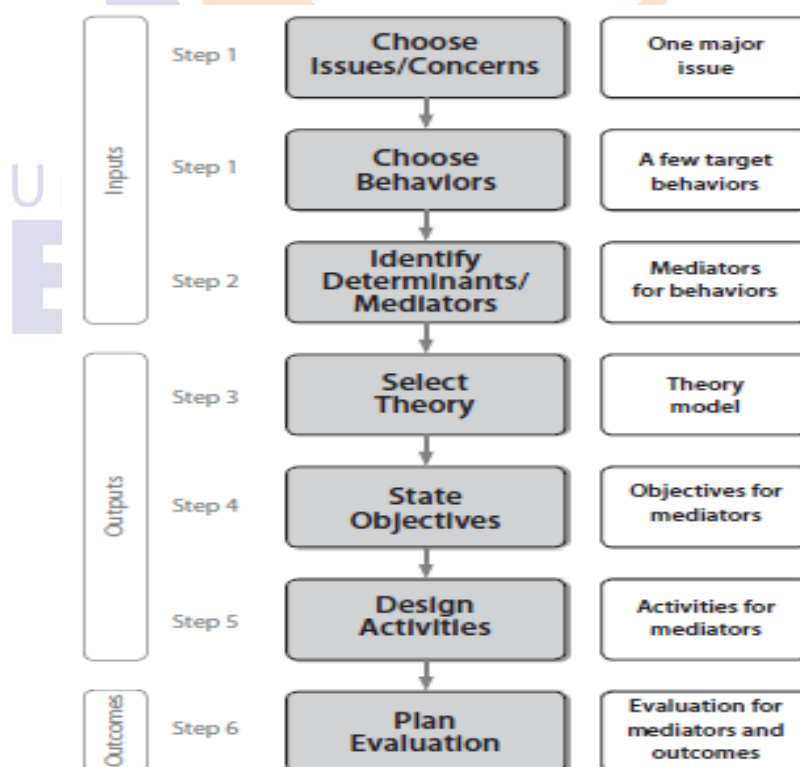 Inputs
Step 1
Choose
Issues/Concerns
One major
issue
Step 1
Choose
Behaviors
A few target
behaviors
Step 2
Identify
Determinants/
Mediators
Mediators
for behaviors
Outputs
Step 3
Select
Theory
Theory
model
Step 4
State
Objectives
Objectives for
mediators
Step 5
Design
Activities
Activities for
mediators
Outcomes
Step 6
Plan
Evaluation
Evaluation for
mediators and
outcomes